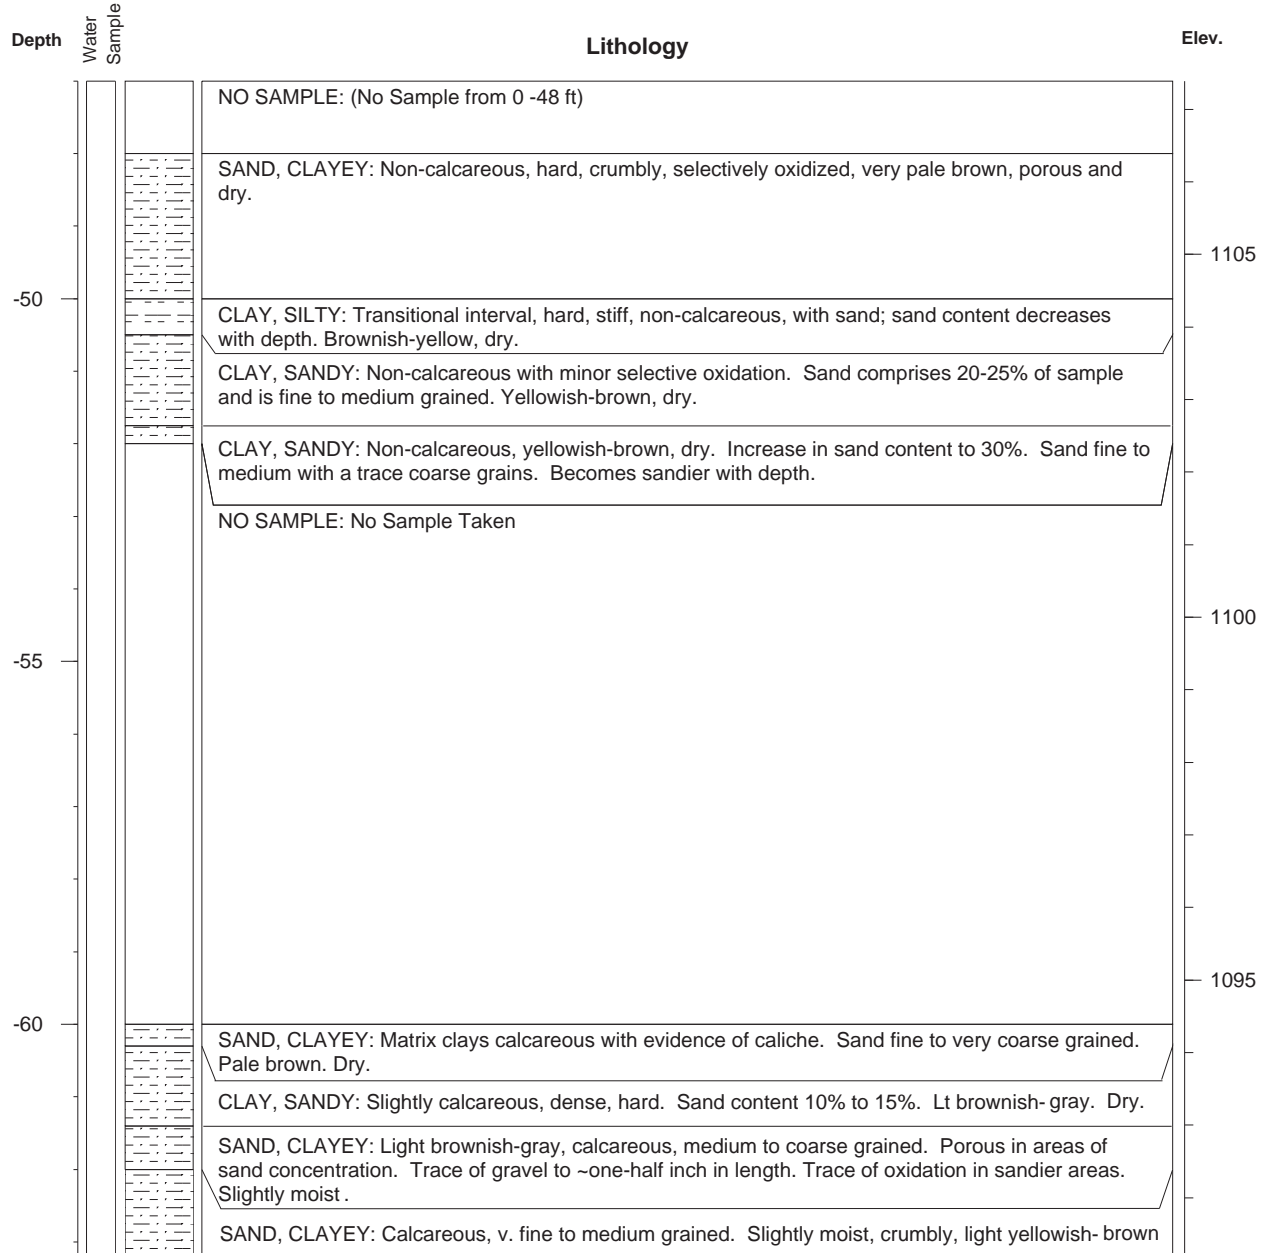 Depth
Water
Sample
Lithology
Elev.
NO SAMPLE: (No Sample from 0 -48 ft)
SAND, CLAYEY: Non-calcareous, hard, crumbly, selectively oxidized, very pale brown, porous and
dry.
1105
-50
CLAY, SILTY: Transitional interval, hard, stiff, non-calcareous, with sand; sand content decreases
with depth. Brownish-yellow, dry.
CLAY, SANDY: Non-calcareous with minor selective oxidation. Sand comprises 20-25% of sample
and is fine to medium grained. Yellowish-brown, dry.
CLAY, SANDY: Non-calcareous, yellowish-brown, dry. Increase in sand content to 30%. Sand fine to
medium with a trace coarse grains. Becomes sandier with depth.
NO SAMPLE: No Sample Taken
1100
-55
1095
-60
SAND, CLAYEY: Matrix clays calcareous with evidence of caliche. Sand fine to very coarse grained.
Pale brown. Dry.
CLAY, SANDY: Slightly calcareous, dense, hard. Sand content 10% to 15%. Lt brownish- gray. Dry.
SAND, CLAYEY: Light brownish-gray, calcareous, medium to coarse grained. Porous in areas of
sand concentration. Trace of gravel to ~one-half inch in length. Trace of oxidation in sandier areas.
Slightly moist .
SAND, CLAYEY: Calcareous, v. fine to medium grained. Slightly moist, crumbly, light yellowish- brown